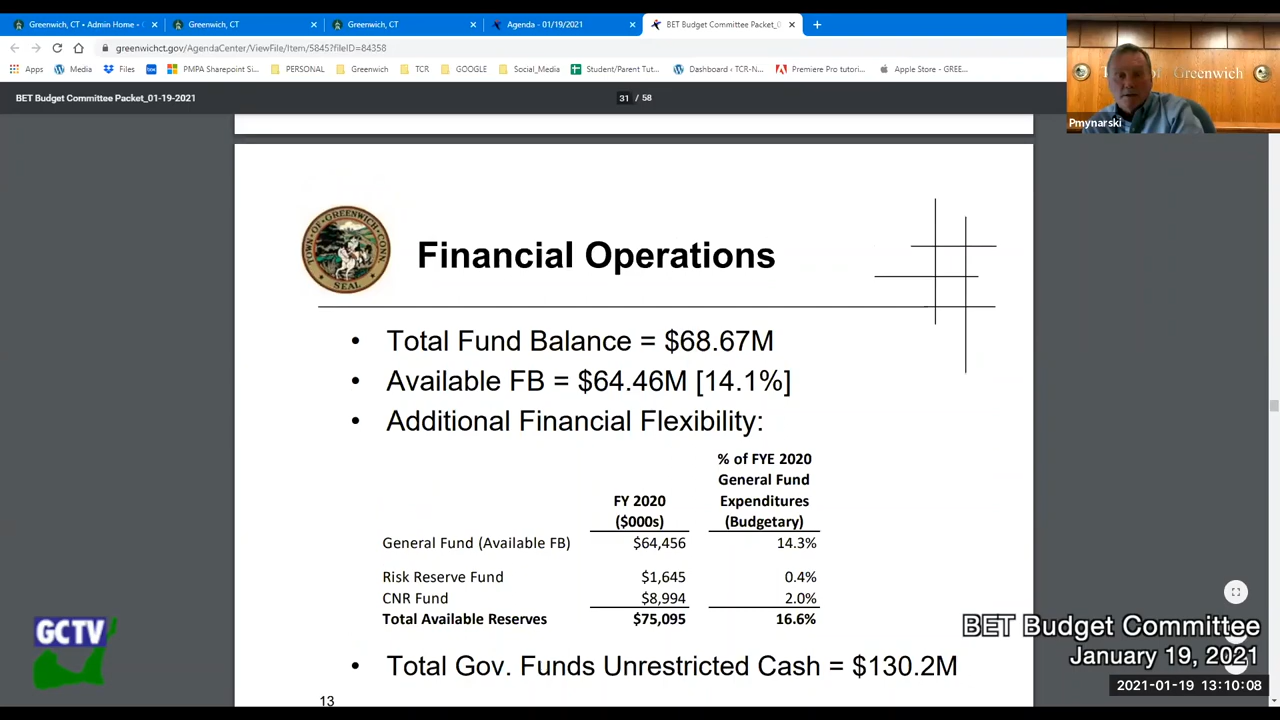 Greenwich, CT • Admin Home - 
Greenwich, CT
Greenwich, CT
Agenda - 01/19/2021
BET Budget Committee Packet_0
greenwichct.gov/AgendaCenter/ViewFile/Item/5845?fileID=84358
Apps
Media
Files
PMPA Sharepoint Si...
PERSONAL
Greenwich
TCR
GOOGLE
Social_Media
Student/Parent Tut...
Dashboard ‹ TCR-N...
Premiere Pro tutori...
Apple Store - GREE...
BET Budget Committee Packet_01-19-2021
31 / 58
Greenwich
Pmynarski
TOWN OF GREENWICH CONN.
SEAL
Financial Operations
• Total Fund Balance = $68.67M
• Available FB = $64.46M [14.1%]
• Additional Financial Flexibility:
% of FYE 2020
General Fund
FY 2020 Expenditures
($000s) (Budgetary)
General Fund (Available FB) $64,456 14.3%
Risk Reserve Fund $1,645 0.4%
CNR Fund $8,994 2.0%
Total Available Reserves $75,095 16.6%
• Total Gov. Funds Unrestricted Cash = $130.2M
13
GCTV
BET Budget Committee
January 19, 2021
2021-01-19 13:10:08